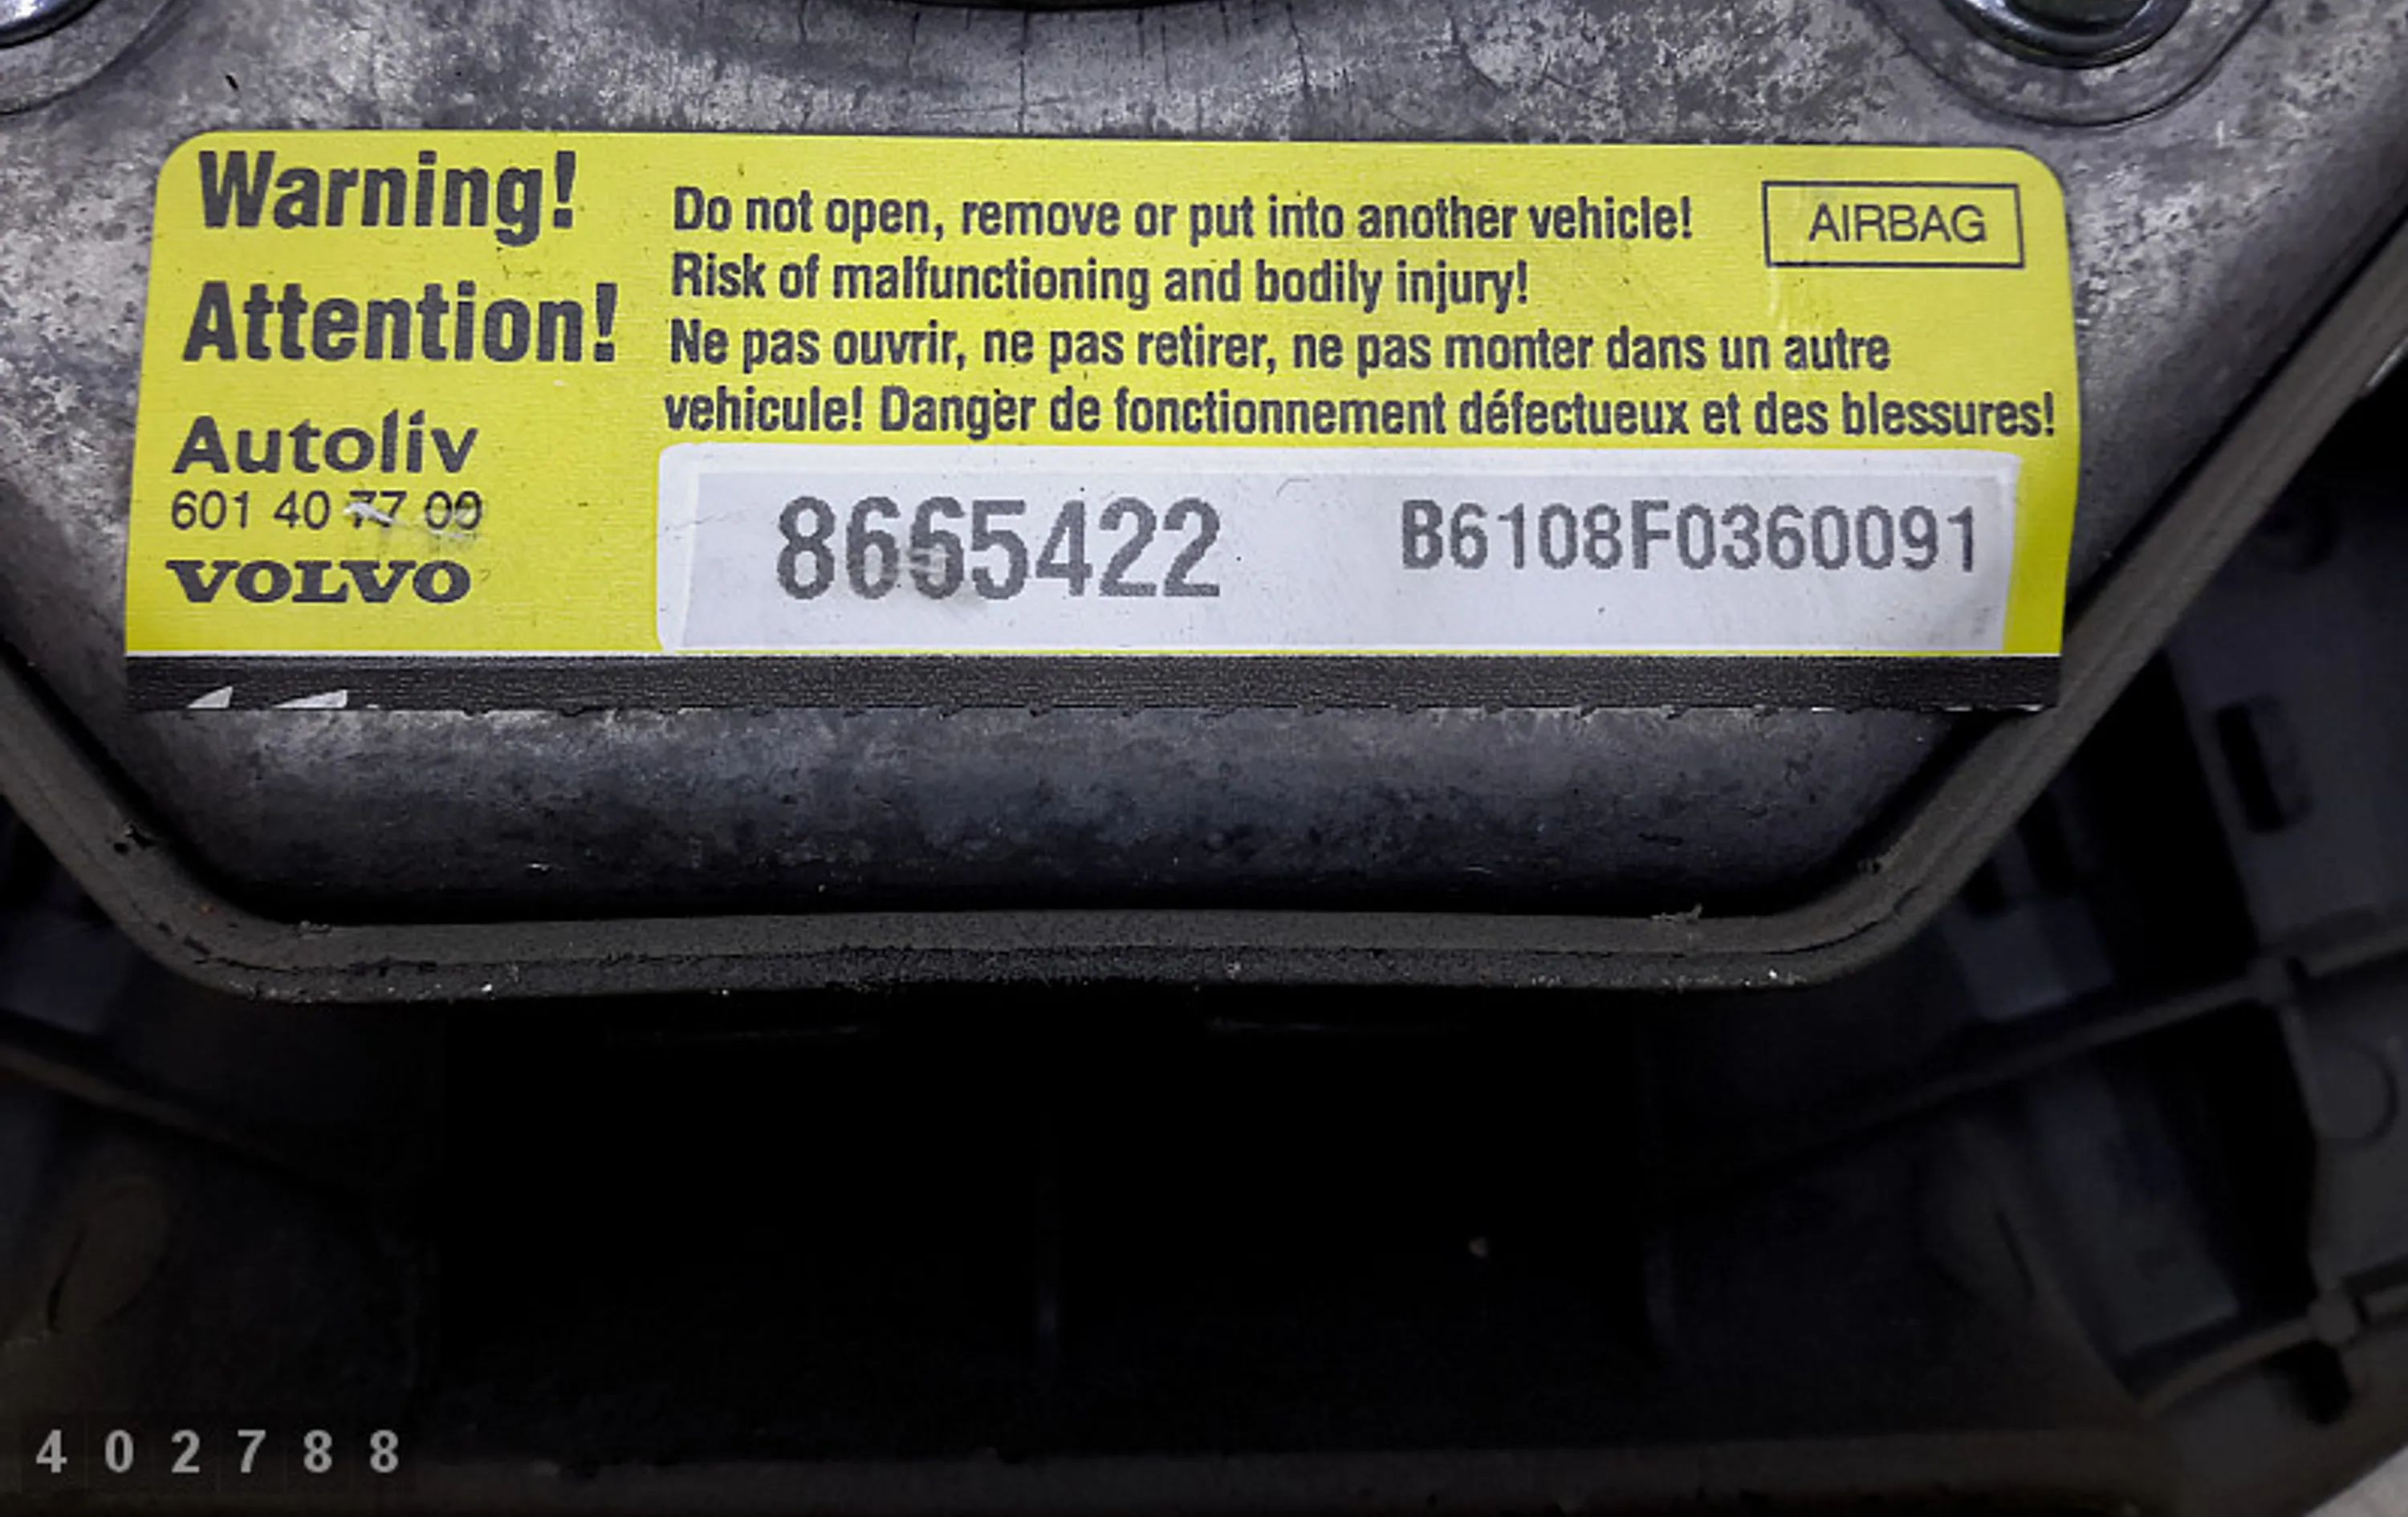 Warning!
Attention!
Autoliv
601 40 77 00
VOLVO
Do not open, remove or put into another vehicle!
Risk of malfunctioning and bodily injury!
Ne pas ouvrir, ne pas retirer, ne pas monter dans un autre
vehicule! Danger de fonctionnement défectueux et des blessures!
AIRBAG
8665422 B6108F0360091
402788